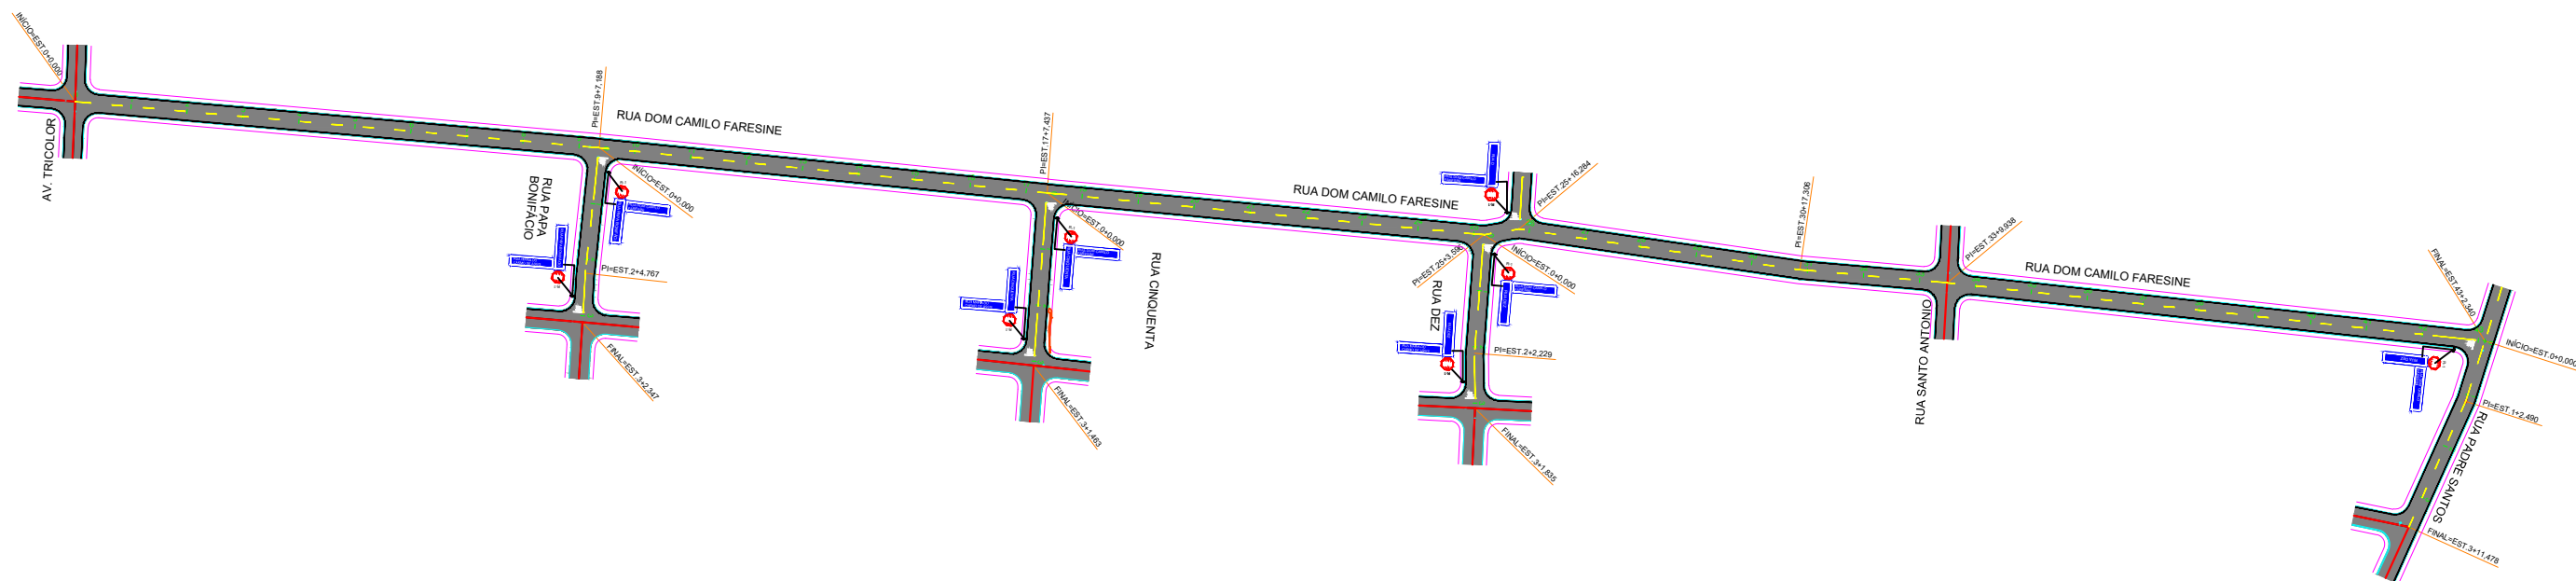 INÍCIO=EST.0+0.000
AV. TRICOLOR
PI=EST.9+7,188
RUA DOM CAMILO FARESINE
INÍCIO=EST.0+0.000
RUA PAPA
BONIFÁCIO
PI=EST.2+4.767
FINAL=EST.3+2,347
PI=EST.17+7,437
INÍCIO=EST.0+0.000
RUA CINQUENTA
FINAL=EST.3+1,463
RUA DOM CAMILO FARESINE
PI=EST.25+16,284
PI=EST.25+3,596
INÍCIO=EST.0+0.000
RUA DEZ
PI=EST.2+2,229
FINAL=EST.3+1,835
PI=EST.30+17,306
PI=EST.33+9,938
RUA SANTO ANTONIO
RUA DOM CAMILO FARESINE
FINAL=EST.43+2,340
INÍCIO=EST.0+0.000
PI=EST.1+2,490
RUA PADRE SANTOS
FINAL=EST.3+11,478